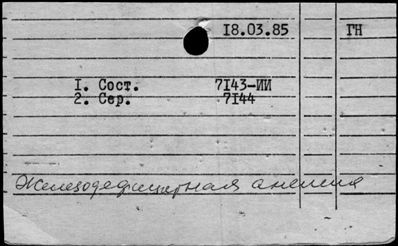 18.03.85 ГН
1. Сост. 7143-ИИ
2. Сер. 7144
Железодефицитная анемия